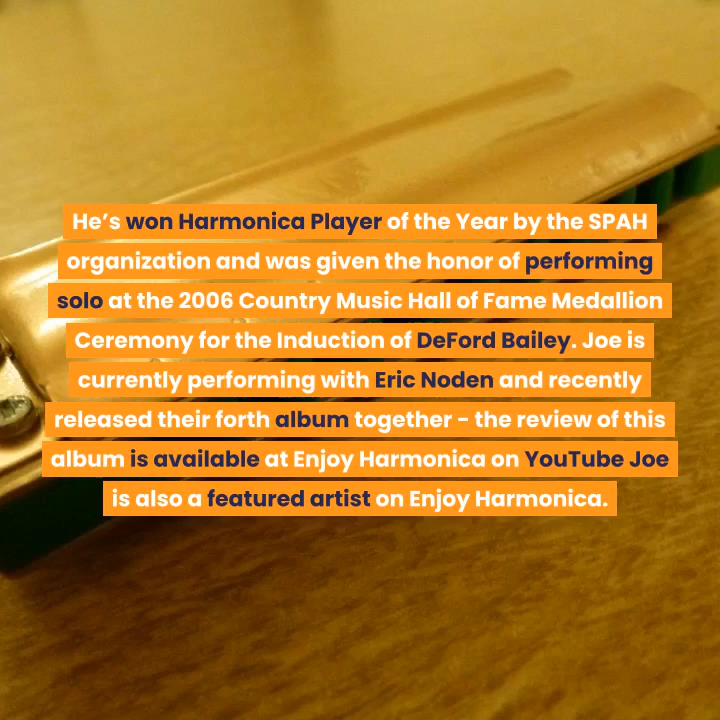 He’s won Harmonica Player of the Year by the SPAH
organization and was given the honor of performing
solo at the 2006 Country Music Hall of Fame Medallion
Ceremony for the Induction of DeFord Bailey. Joe is
currently performing with Eric Noden and recently
released their forth album together - the review of this
album is available at Enjoy Harmonica on YouTube Joe
is also a featured artist on Enjoy Harmonica.